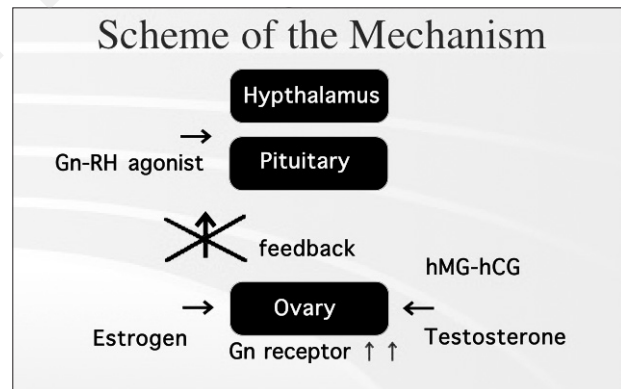 Scheme of the Mechanism
Hypthalamus
Gn-RH agonist →
Pituitary
feedback
hMG-hCG
Estrogen →
Ovary
← Testosterone
Gn receptor ↑ ↑